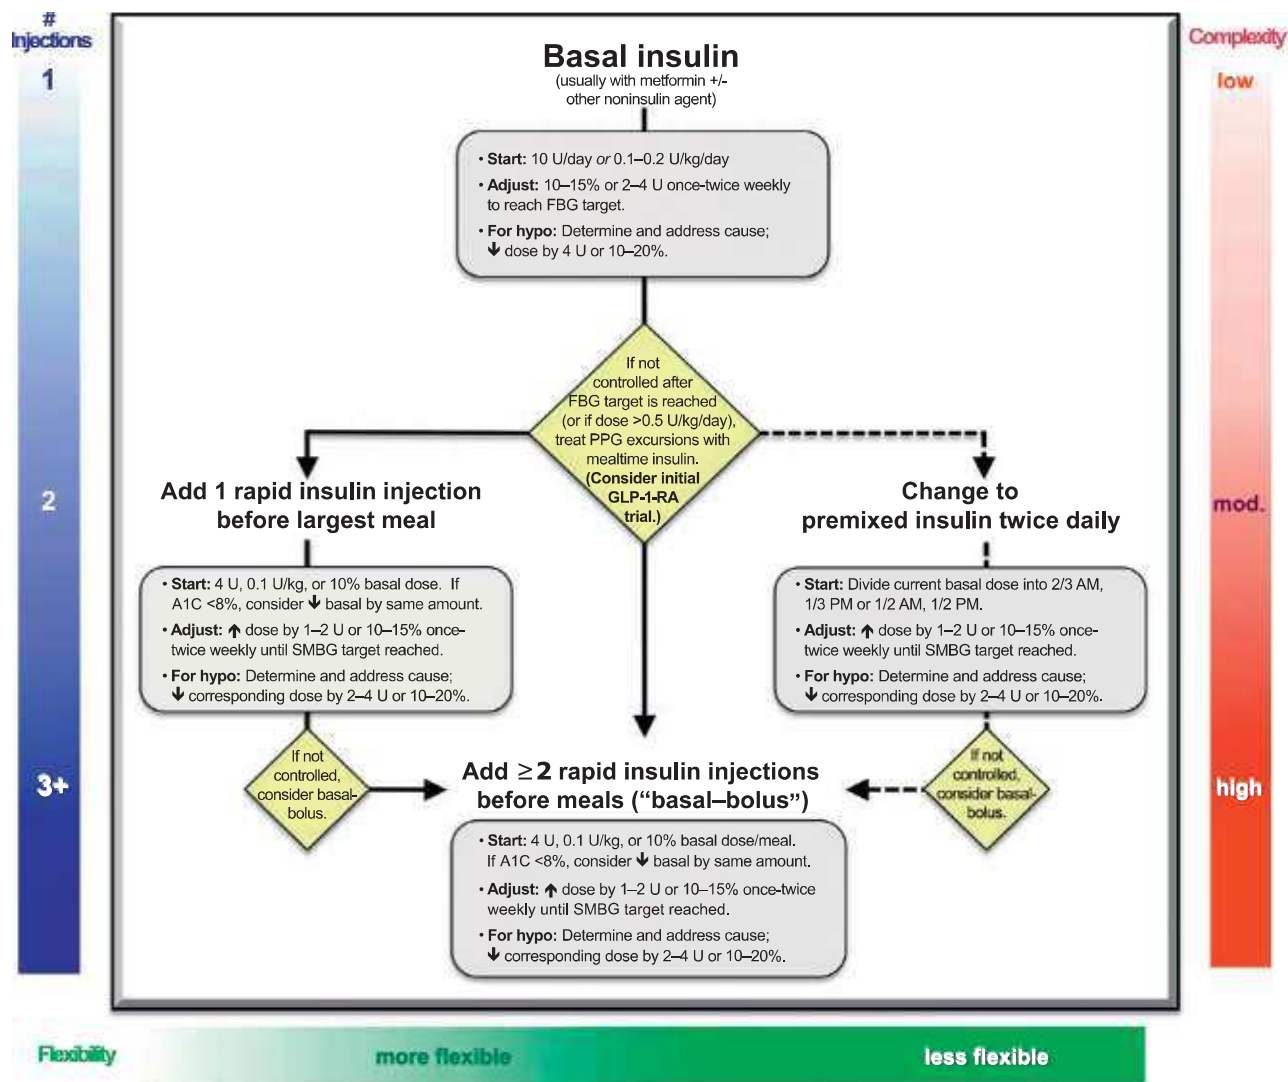 #
Injections
1
2
3+
Complexity
low
mod.
high
Basal insulin
(usually with metformin +/-
other noninsulin agent)
• Start: 10 U/day or 0.1–0.2 U/kg/day
• Adjust: 10–15% or 2–4 U once-twice weekly
to reach FBG target.
• For hypo: Determine and address cause;
↓ dose by 4 U or 10–20%.
If not
controlled after
FBG target is reached
(or if dose >0.5 U/kg/day),
treat PPG excursions with
mealtime insulin.
(Consider initial
GLP-1-RA
trial.)
Add 1 rapid insulin injection
before largest meal
• Start: 4 U, 0.1 U/kg, or 10% basal dose. If
A1C <8%, consider ↓ basal by same amount.
• Adjust: ↑ dose by 1–2 U or 10–15% once-
twice weekly until SMBG target reached.
• For hypo: Determine and address cause;
↓ corresponding dose by 2–4 U or 10–20%.
If not
controlled,
consider basal-
bolus.
Change to
premixed insulin twice daily
• Start: Divide current basal dose into 2/3 AM,
1/3 PM or 1/2 AM, 1/2 PM.
• Adjust: ↑ dose by 1–2 U or 10–15% once-
twice weekly until SMBG target reached.
• For hypo: Determine and address cause;
↓ corresponding dose by 2–4 U or 10–20%.
If not
controlled,
consider basal-
bolus.
Add ≥2 rapid insulin injections
before meals (“basal–bolus”)
• Start: 4 U, 0.1 U/kg, or 10% basal dose/meal.
If A1C <8%, consider ↓ basal by same amount.
• Adjust: ↑ dose by 1–2 U or 10–15% once-twice
weekly until SMBG target reached.
• For hypo: Determine and address cause;
↓ corresponding dose by 2–4 U or 10–20%.
Flexibility
more flexible
less flexible